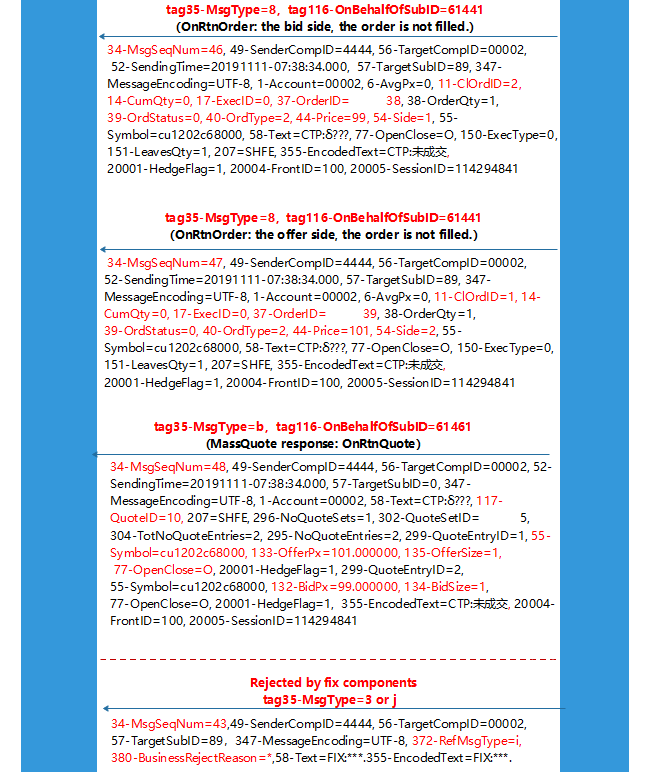 tag35-MsgType=8, tag116-OnBehalfOfSubID=61441
(OnRtnOrder: the bid side, the order is not filled.)
34-MsgSeqNum=46, 49-SenderCompID=4444, 56-TargetCompID=00002,
52-SendingTime=20191111-07:38:34.000, 57-TargetSubID=89, 347-
MessageEncoding=UTF-8, 1-Account=00002, 6-AvgPx=0, 11-ClOrdID=2,
14-CumQty=0, 17-ExecID=0, 37-OrderID= 38, 38-OrderQty=1,
39-OrdStatus=0, 40-OrdType=2, 44-Price=99, 54-Side=1, 55-
Symbol=cu1202c68000, 58-Text=CTP:δ???, 77-OpenClose=O, 150-ExecType=0,
151-LeavesQty=1, 207=SHFE, 355-EncodedText=CTP:未成交,
20001-HedgeFlag=1, 20004-FrontID=100, 20005-SessionID=114294841
tag35-MsgType=8, tag116-OnBehalfOfSubID=61441
(OnRtnOrder: the offer side, the order is not filled.)
34-MsgSeqNum=47, 49-SenderCompID=4444, 56-TargetCompID=00002,
52-SendingTime=20191111-07:38:34.000, 57-TargetSubID=89, 347-
MessageEncoding=UTF-8, 1-Account=00002, 6-AvgPx=0, 11-ClOrdID=1, 14-
CumQty=0, 17-ExecID=0, 37-OrderID= 39, 38-OrderQty=1,
39-OrdStatus=0, 40-OrdType=2, 44-Price=101, 54-Side=2, 55-
Symbol=cu1202c68000, 58-Text=CTP:δ???, 77-OpenClose=O, 150-ExecType=0,
151-LeavesQty=1, 207=SHFE, 355-EncodedText=CTP:未成交,
20001-HedgeFlag=1, 20004-FrontID=100, 20005-SessionID=114294841
tag35-MsgType=b, tag116-OnBehalfOfSubID=61461
(MassQuote response: OnRtnQuote)
34-MsgSeqNum=48, 49-SenderCompID=4444, 56-TargetCompID=00002, 52-
SendingTime=20191111-07:38:34.000, 57-TargetSubID=0, 347-
MessageEncoding=UTF-8, 1-Account=00002, 58-Text=CTP:δ???, 117-
QuoteID=10, 207=SHFE, 296-NoQuoteSets=1, 302-QuoteSetID= 5,
304-TotNoQuoteEntries=2, 295-NoQuoteEntries=2, 299-QuoteEntryID=1, 55-
Symbol=cu1202c68000, 133-OfferPx=101.000000, 135-OfferSize=1,
77-OpenClose=O, 20001-HedgeFlag=1, 299-QuoteEntryID=2,
55-Symbol=cu1202c68000, 132-BidPx=99.000000, 134-BidSize=1,
77-OpenClose=O, 20001-HedgeFlag=1, 355-EncodedText=CTP:未成交, 20004-
FrontID=100, 20005-SessionID=114294841
Rejected by fix components
tag35-MsgType=3 or j
34-MsgSeqNum=43,49-SenderCompID=4444, 56-TargetCompID=00002,
57-TargetSubID=89, 347-MessageEncoding=UTF-8, 372-RefMsgType=i,
380-BusinessRejectReason=*,58-Text=FIX:***.355-EncodedText=FIX:***.